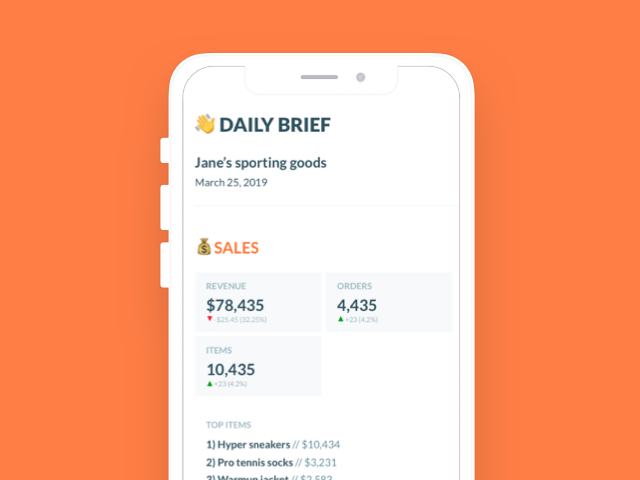 DAILY BRIEF
Jane's sporting goods
March 25, 2019
SALES
REVENUE
$78,435
-$25.45 (32.25%)
ORDERS
4,435
+23 (4.2%)
ITEMS
10,435
+23 (4.2%)
TOP ITEMS
1) Hyper sneakers // $10,434
2) Pro tennis socks // $3,231
3) Warmup jacket // $2,583